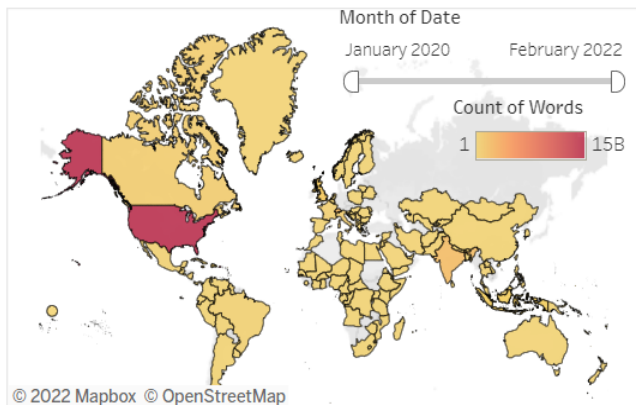 Month of Date
January 2020 February 2022
Count of Words
1 15B
© 2022 Mapbox © OpenStreetMap